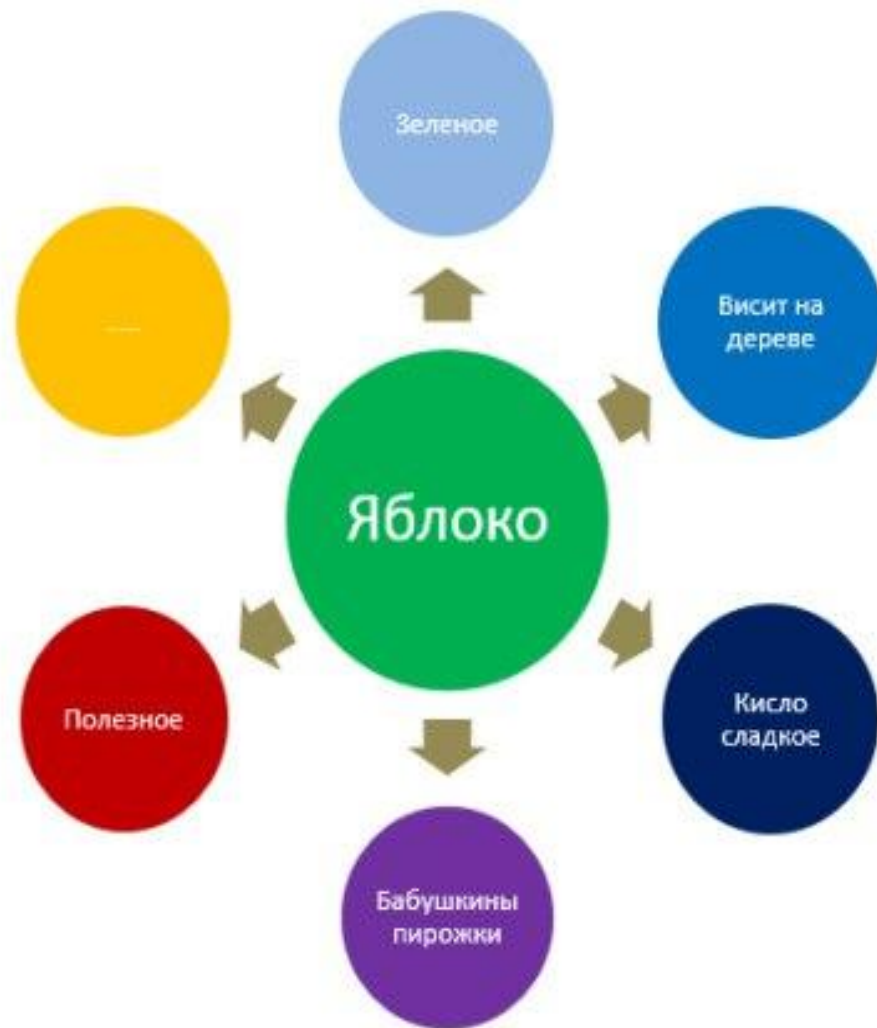 Зеленое
Висит на
дереве
Кисло
сладкое
Бабушкины
пирожки
Полезное
.....
Яблоко